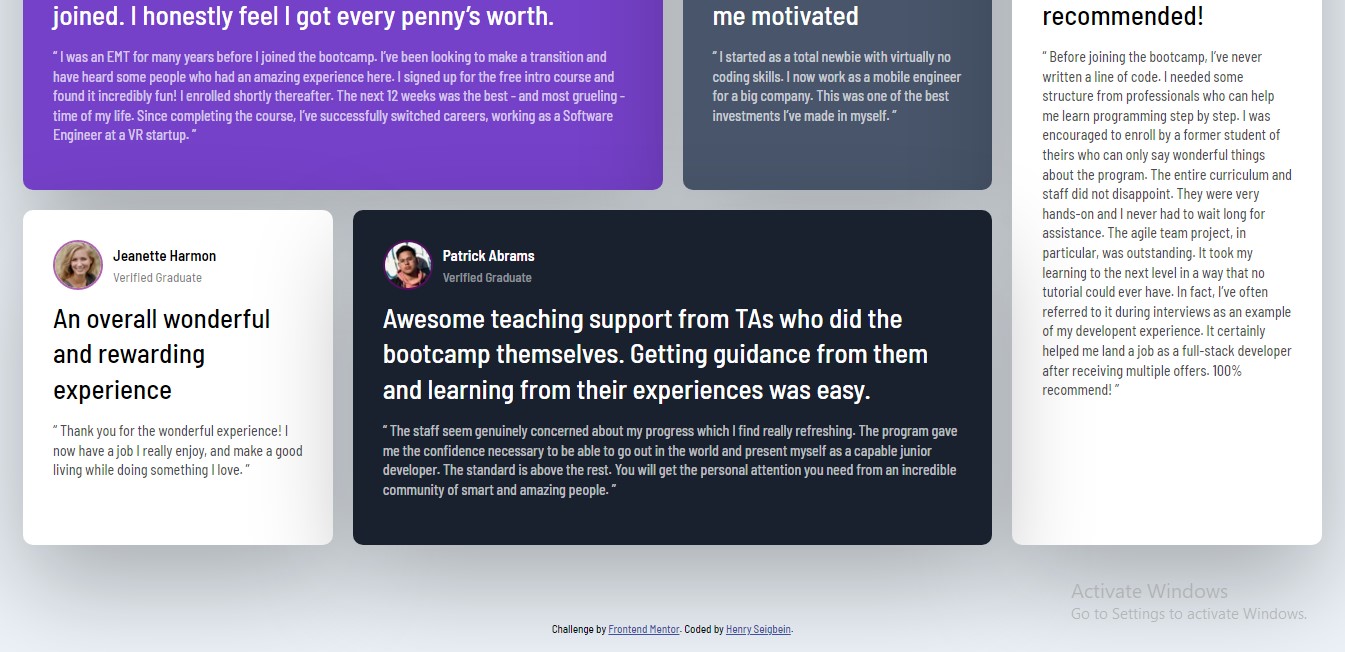 joined. I honestly feel I got every penny’s worth.
“ I was an EMT for many years before I joined the bootcamp. I’ve been looking to make a transition and
have heard some people who had an amazing experience here. I signed up for the free intro course and
found it incredibly fun! I enrolled shortly thereafter. The next 12 weeks was the best - and most grueling -
time of my life. Since completing the course, I’ve successfully switched careers, working as a Software
Engineer at a VR startup. ”
me motivated
“ I started as a total newbie with virtually no
coding skills. I now work as a mobile engineer
for a big company. This was one of the best
investments I’ve made in myself. ”
recommended!
“ Before joining the bootcamp, I’ve never
written a line of code. I needed some
structure from professionals who can help
me learn programming step by step. I was
encouraged to enroll by a former student of
theirs who can only say wonderful things
about the program. The entire curriculum and
staff did not disappoint. They were very
hands-on and I never had to wait long for
assistance. The agile team project, in
particular, was outstanding. It took my
learning to the next level in a way that no
tutorial could ever have. In fact, I’ve often
referred to it during interviews as an example
of my developent experience. It certainly
helped me land a job as a full-stack developer
after receiving multiple offers. 100%
recommend! ”
Jeanette Harmon
Verified Graduate
An overall wonderful
and rewarding
experience
“ Thank you for the wonderful experience! I
now have a job I really enjoy, and make a good
living while doing something I love. ”
Patrick Abrams
Verified Graduate
Awesome teaching support from TAs who did the
bootcamp themselves. Getting guidance from them
and learning from their experiences was easy.
“ The staff seem genuinely concerned about my progress which I find really refreshing. The program gave
me the confidence necessary to be able to go out in the world and present myself as a capable junior
developer. The standard is above the rest. You will get the personal attention you need from an incredible
community of smart and amazing people. ”
Activate Windows
Go to Settings to activate Windows.
Challenge by Frontend Mentor. Coded by Henry Seigbein.